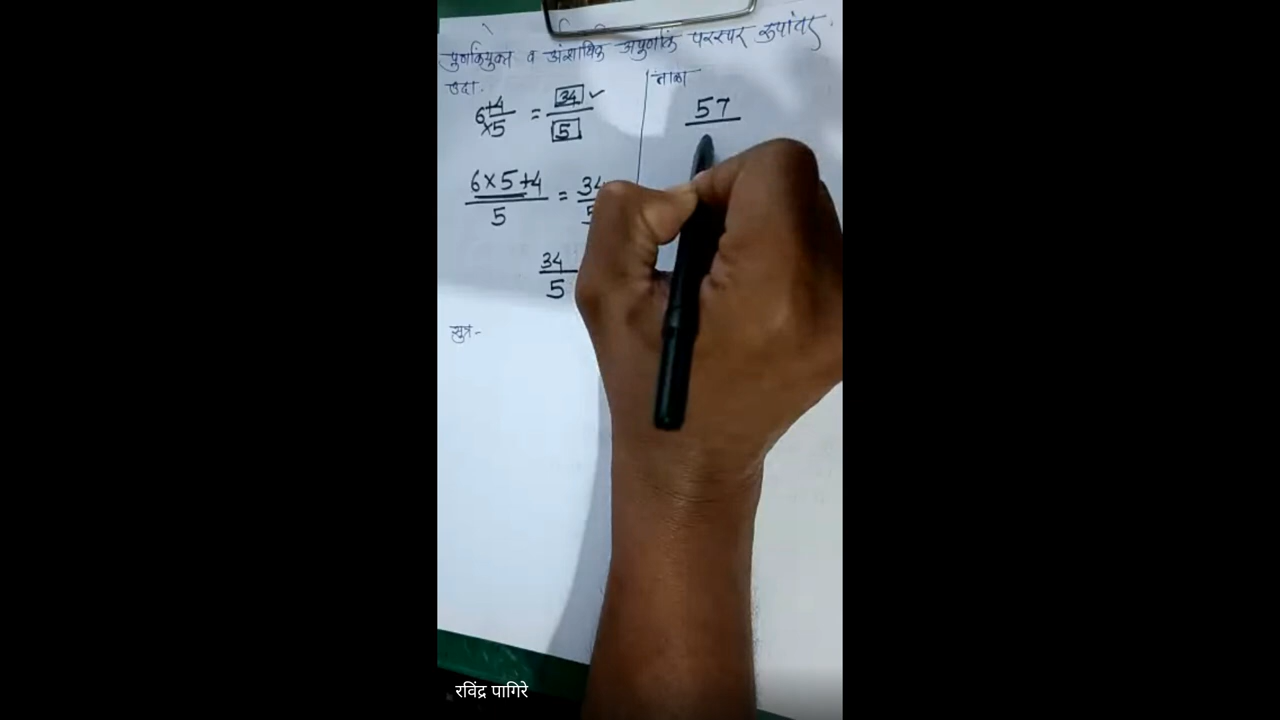 पुर्णांकयुक्त व अंशाधिक अपुर्णांक परस्पर रुपांतर.
उदा.
6 +4/×5 = 34/5 ✓
6×5+4/5 = 34/5
34/5
सुत्र-
ताळा
57
रविंद्र पागिरे